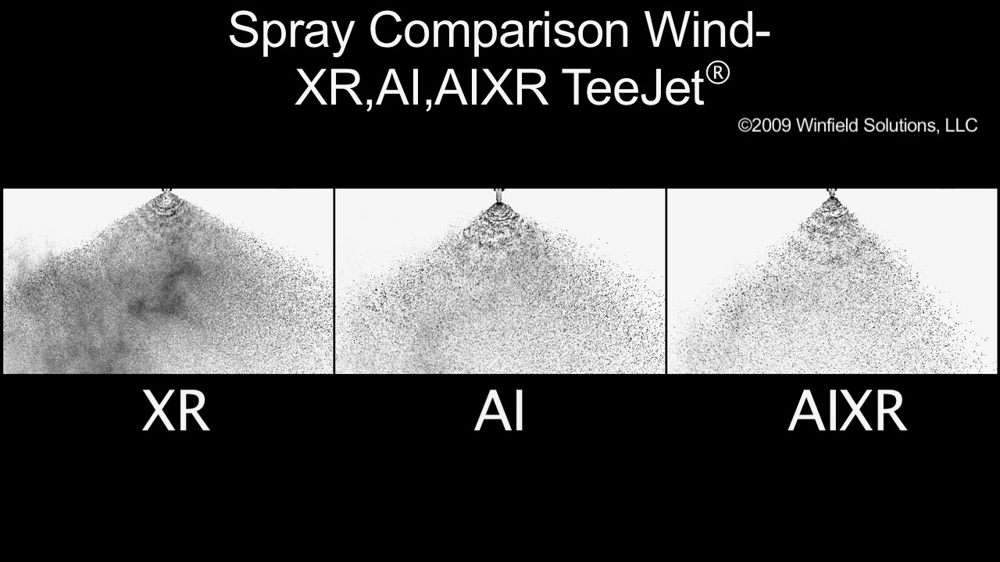 Spray Comparison Wind-
XR,AI,AIXR TeeJet®
©2009 Winfield Solutions, LLC
XR
AI
AIXR